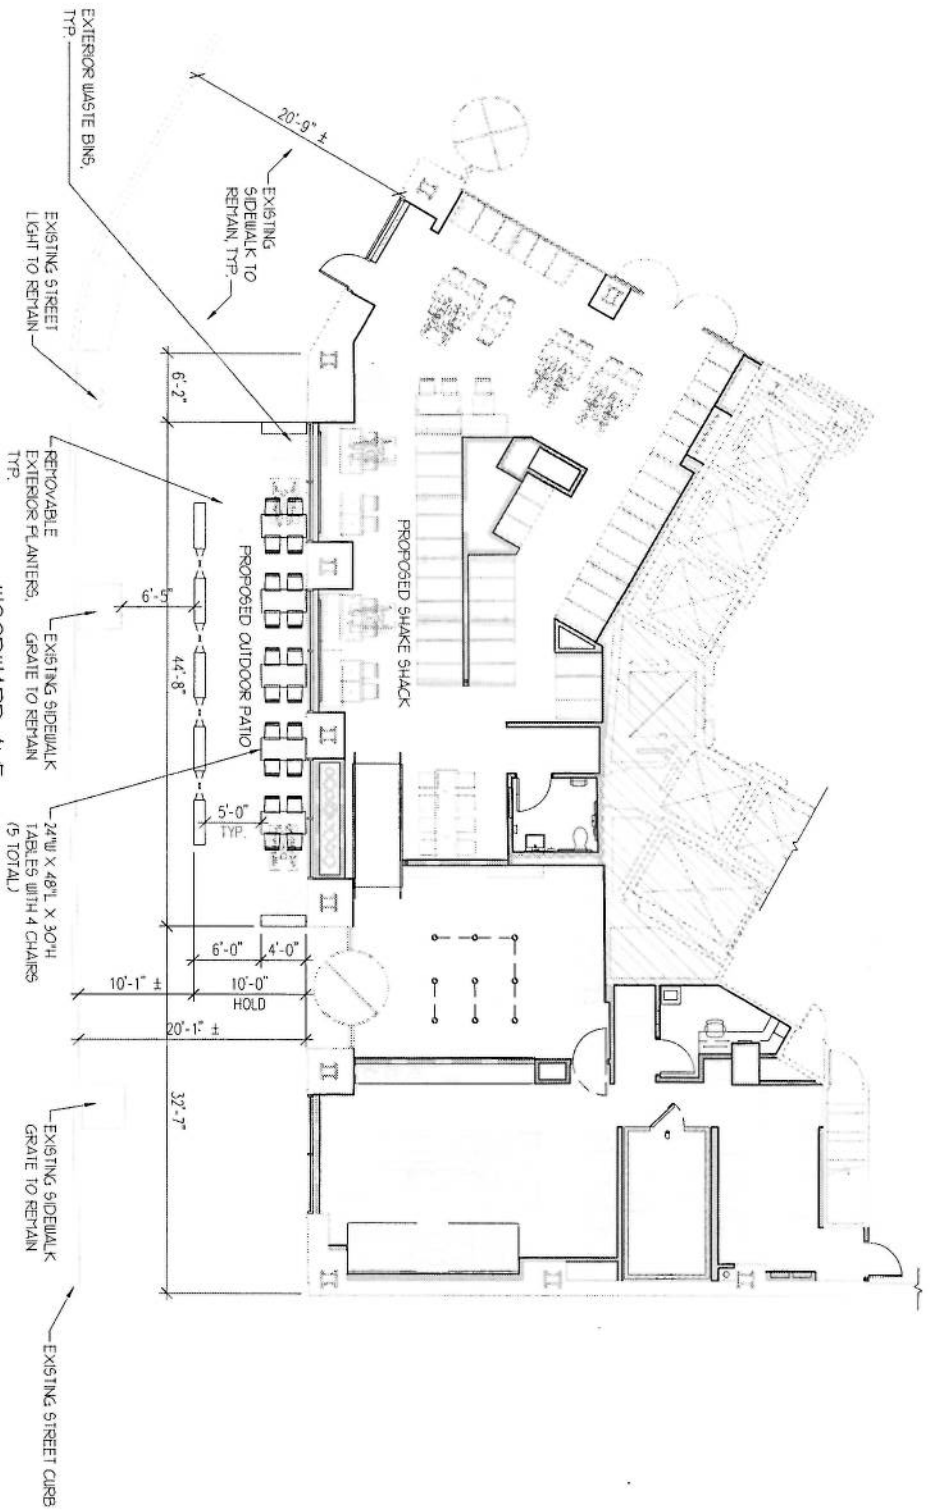 EXTERIOR WASTE BINS,
TYP.
20'-9" ±
EXISTING
SIDEWALK TO
REMAIN, TYP.
EXISTING STREET
LIGHT TO REMAIN
6'-2"
REMOVABLE
EXTERIOR PLANTERS,
TYP.
PROPOSED OUTDOOR PATIO
PROPOSED SHAKE SHACK
6'-5"
44'-8"
EXISTING SIDEWALK
GRATE TO REMAIN
5'-0"
TYP.
24"W X 48"L X 30"H
TABLES WITH 4 CHAIRS
(5 TOTAL)
6'-0"
4'-0"
10'-1" ±
10'-0"
HOLD
20'-1" ±
32'-7"
EXISTING SIDEWALK
GRATE TO REMAIN
EXISTING STREET CURB